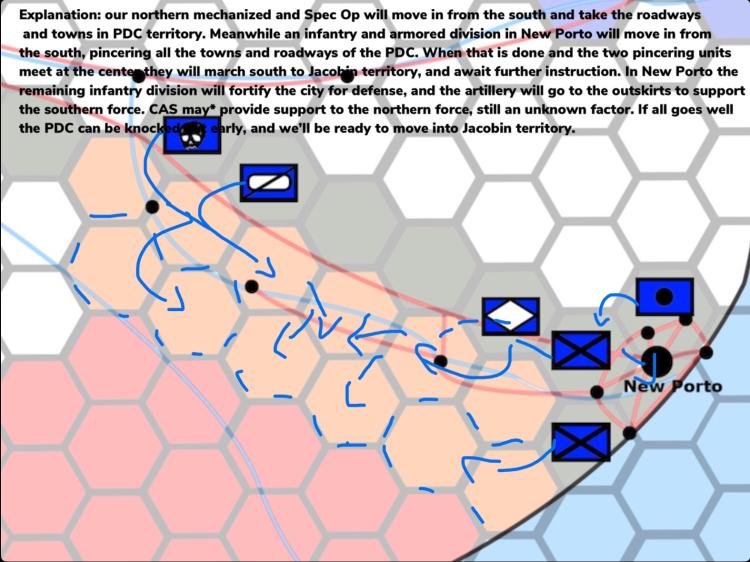 Explanation: our northern mechanized and Spec Op will move in from the south and take the roadways
and towns in PDC territory. Meanwhile an infantry and armored division in New Porto will move in from
the south, pincering all the towns and roadways of the PDC. When that is done and the two pincering units
meet at the center they will march south to Jacobin territory, and await further instruction. In New Porto the
remaining infantry division will fortify the city for defense, and the artillery will go to the outskirts to support
the southern force. CAS may* provide support to the northern force, still an unknown factor. If all goes well
the PDC can be knocked out early, and we'll be ready to move into Jacobin territory.
New Porto